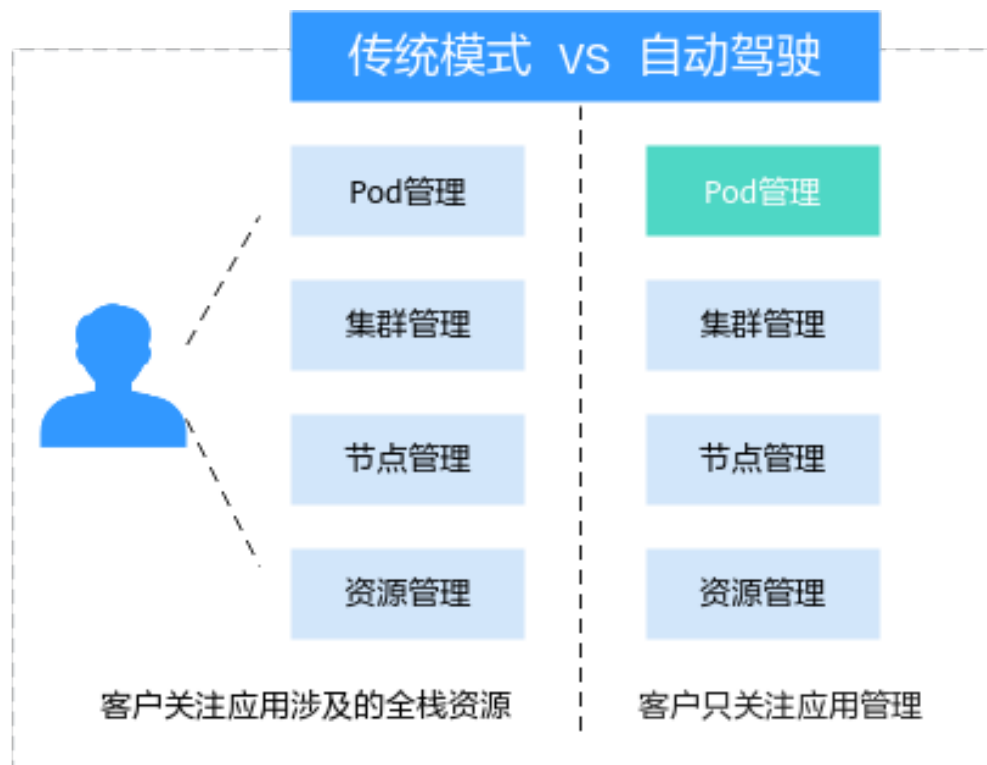 传统模式 VS 自动驾驶
Pod管理
集群管理
节点管理
资源管理
客户关注应用涉及的全栈资源
Pod管理
集群管理
节点管理
资源管理
客户只关注应用管理